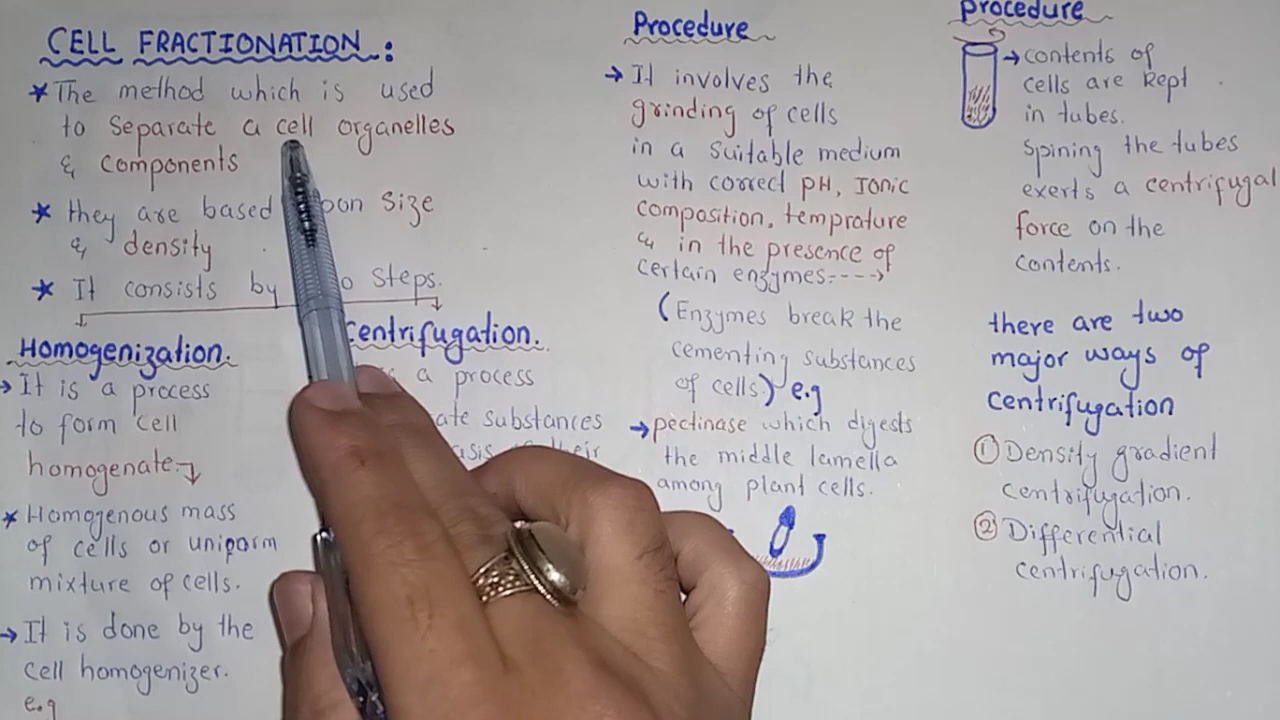 CELL FRACTIONATION :
* The method which is used
to separate a cell organelles
& components
* they are based size
& density
* It consists by steps.
Homogenization.
→ It is a process
to form cell
homogenate.
* Homogenous mass
of cells or uniform
mixture of cells.
→ It is done by the
cell homogenizer.
e.g
Centrifugation.
a process
substances
Procedure
→ It involves the
grinding of cells
in a suitable medium
with correct pH, Ionic
composition, temprature
& in the presence of
certain enzymes---->
(Enzymes break the
cementing substances
of cells) e.g
→ pectinase which digests
the middle lamella
among plant cells.
procedure
→ contents of
cells are kept
in tubes.
spining the tubes
exerts a centrifugal
force on the
contents.
there are two
major ways of
centrifugation
① Density gradient
centrifugation.
② Differential
centrifugation.